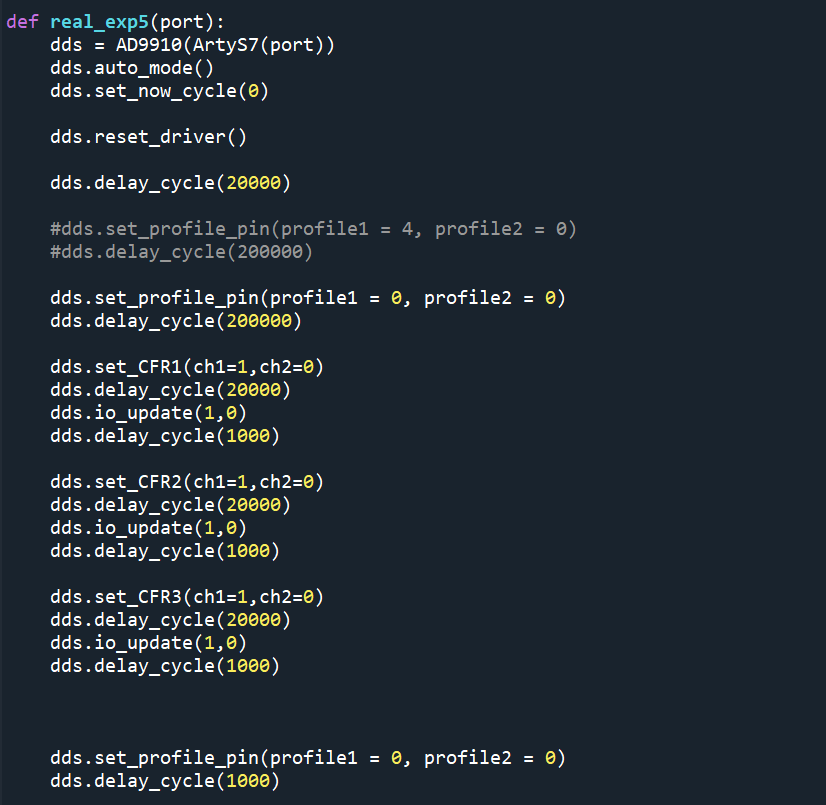 def real_exp5(port):
    dds = AD9910(ArtyS7(port))
    dds.auto_mode()
    dds.set_now_cycle(0)

    dds.reset_driver()

    dds.delay_cycle(20000)

    #dds.set_profile_pin(profile1 = 4, profile2 = 0)
    #dds.delay_cycle(200000)

    dds.set_profile_pin(profile1 = 0, profile2 = 0)
    dds.delay_cycle(200000)

    dds.set_CFR1(ch1=1,ch2=0)
    dds.delay_cycle(20000)
    dds.io_update(1,0)
    dds.delay_cycle(1000)

    dds.set_CFR2(ch1=1,ch2=0)
    dds.delay_cycle(20000)
    dds.io_update(1,0)
    dds.delay_cycle(1000)

    dds.set_CFR3(ch1=1,ch2=0)
    dds.delay_cycle(20000)
    dds.io_update(1,0)
    dds.delay_cycle(1000)

    dds.set_profile_pin(profile1 = 0, profile2 = 0)
    dds.delay_cycle(1000)